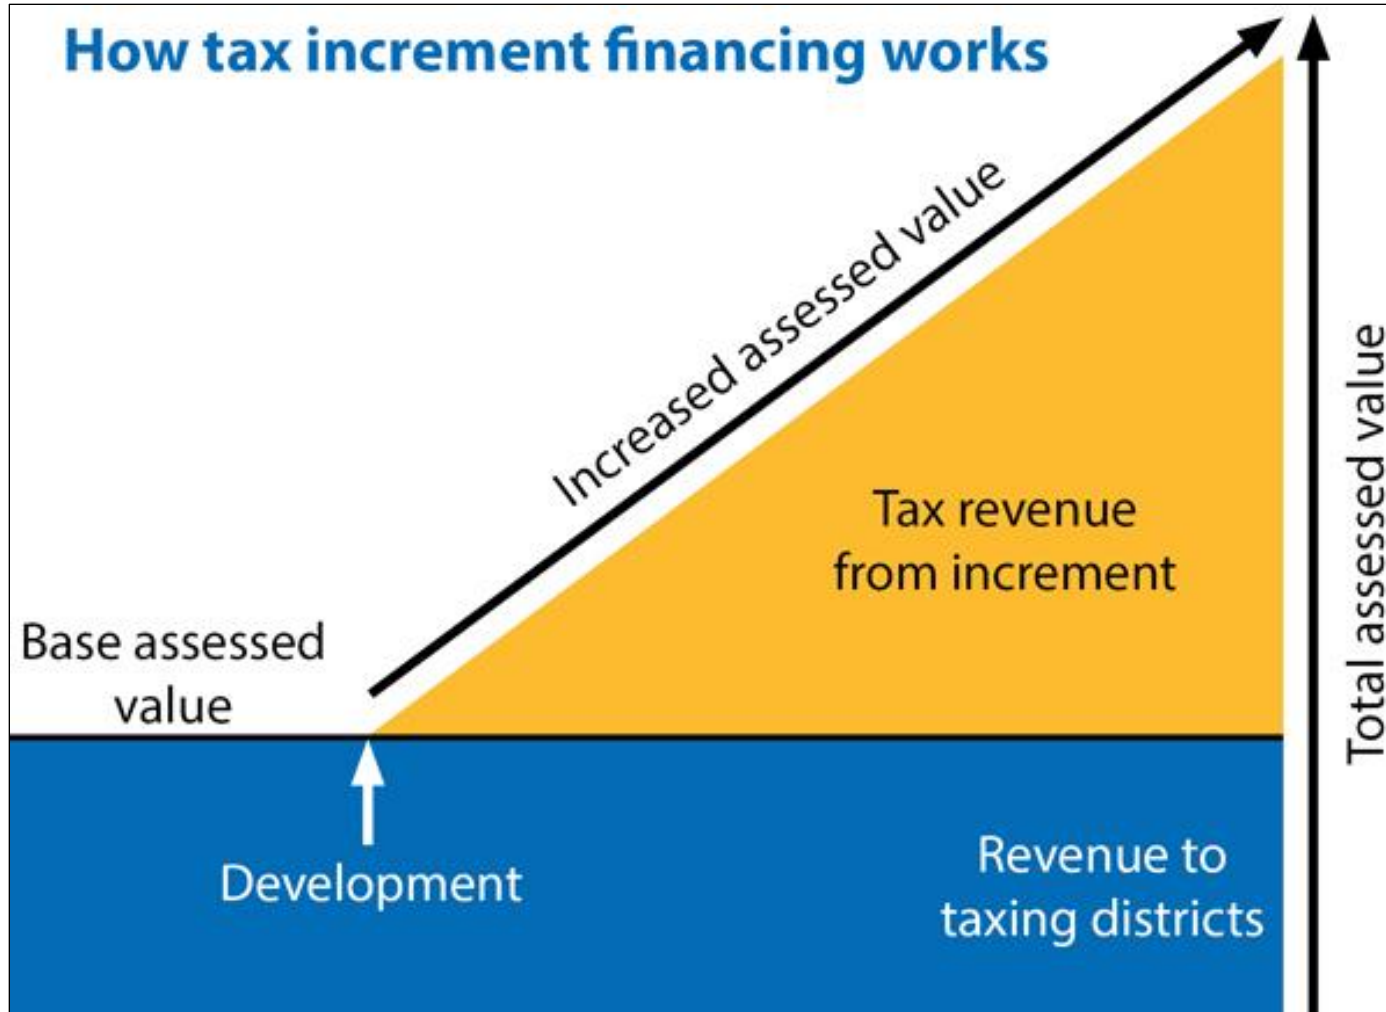 How tax increment financing works
Increased assessed value
Total assessed value
Tax revenue
from increment
Base assessed
value
Development
Revenue to
taxing districts